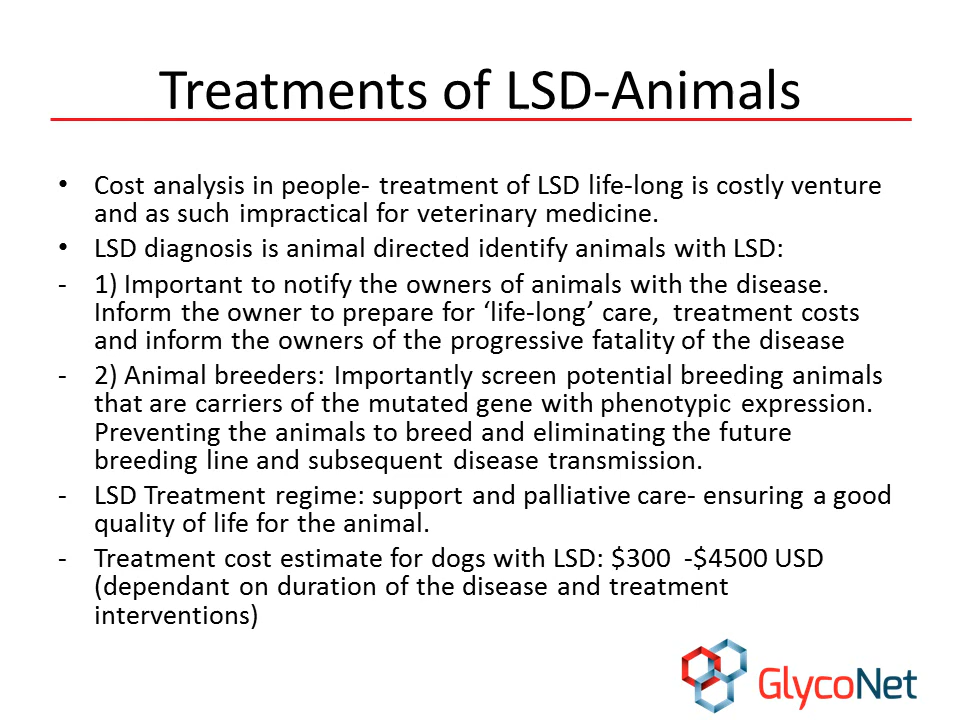 Treatments of LSD-Animals
• Cost analysis in people- treatment of LSD life-long is costly venture
and as such impractical for veterinary medicine.
• LSD diagnosis is animal directed identify animals with LSD:
- 1) Important to notify the owners of animals with the disease.
Inform the owner to prepare for ‘life-long’ care,  treatment costs
and inform the owners of the progressive fatality of the disease
- 2) Animal breeders: Importantly screen potential breeding animals
that are carriers of the mutated gene with phenotypic expression.
Preventing the animals to breed and eliminating the future
breeding line and subsequent disease transmission.
- LSD Treatment regime: support and palliative care- ensuring a good
quality of life for the animal.
- Treatment cost estimate for dogs with LSD: $300  -$4500 USD
(dependant on duration of the disease and treatment
interventions)
GlycoNet